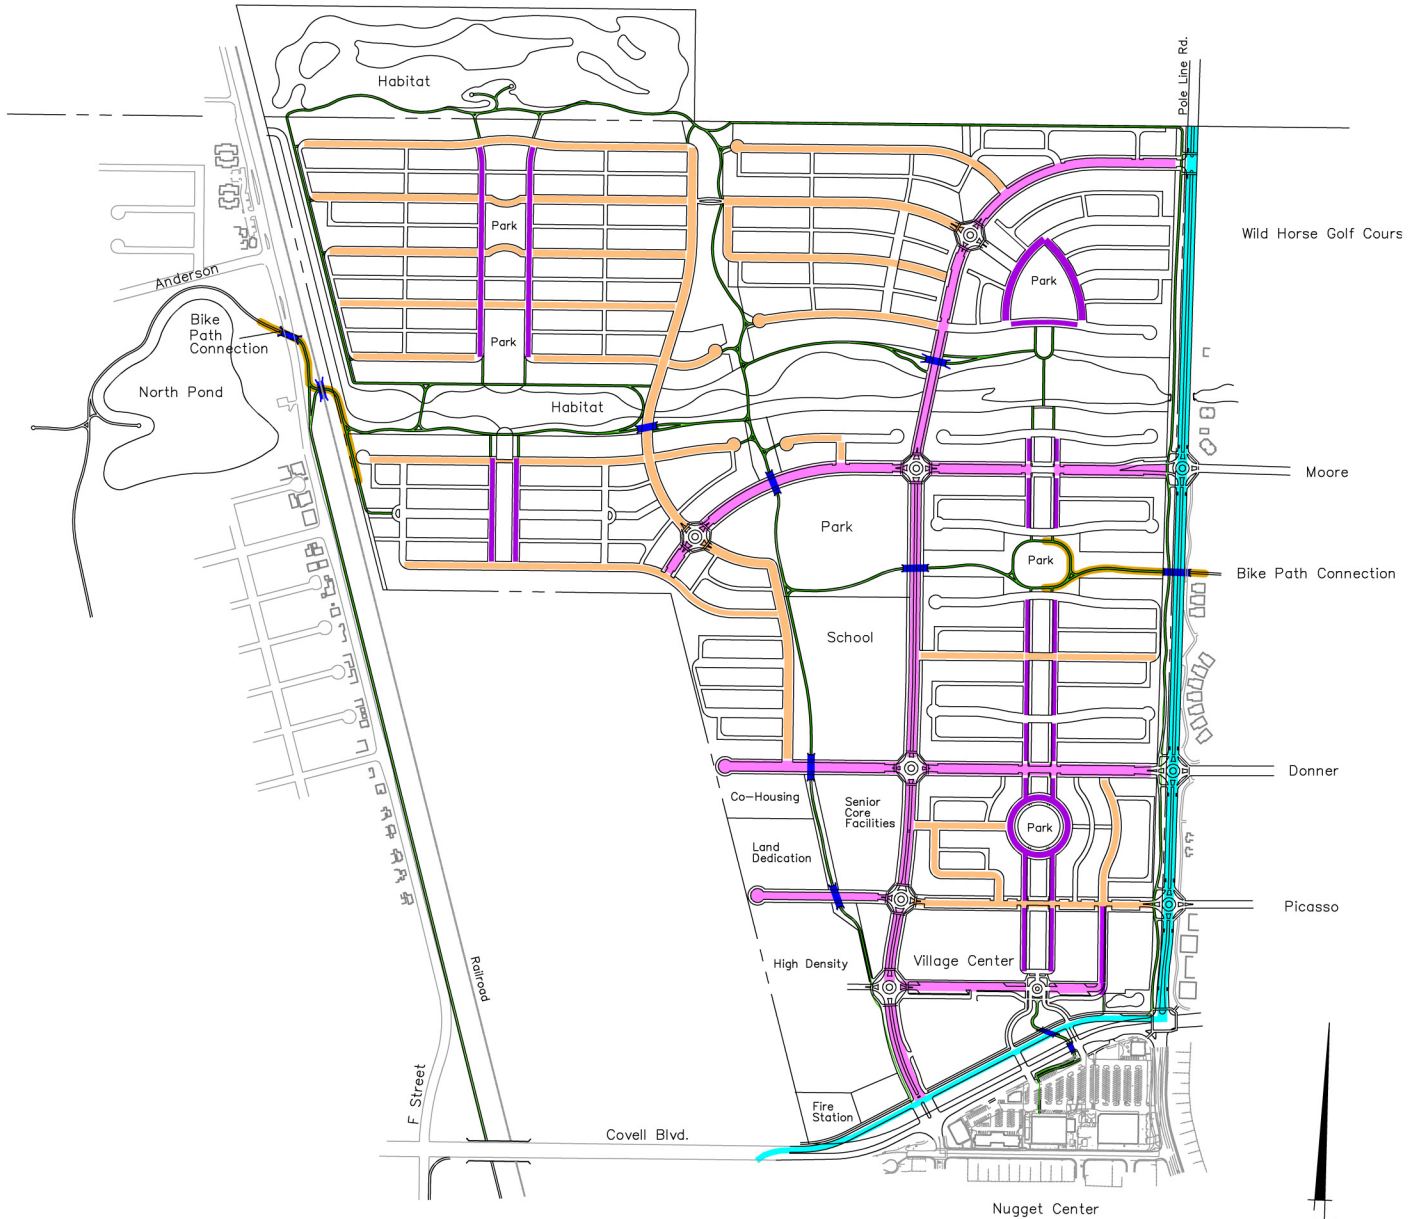 Pole Line Rd.
Habitat
Wild Horse Golf Cours
Park
Anderson
Park
Bike
Path
Connection
Park
North Pond
Habitat
Moore
Park
Park
Bike Path Connection
School
Donner
Co-Housing
Senior
Core
Facilities
Park
Land
Dedication
Picasso
High Density
Village Center
Railroad
F Street
Fire
Station
Covell Blvd.
Nugget Center